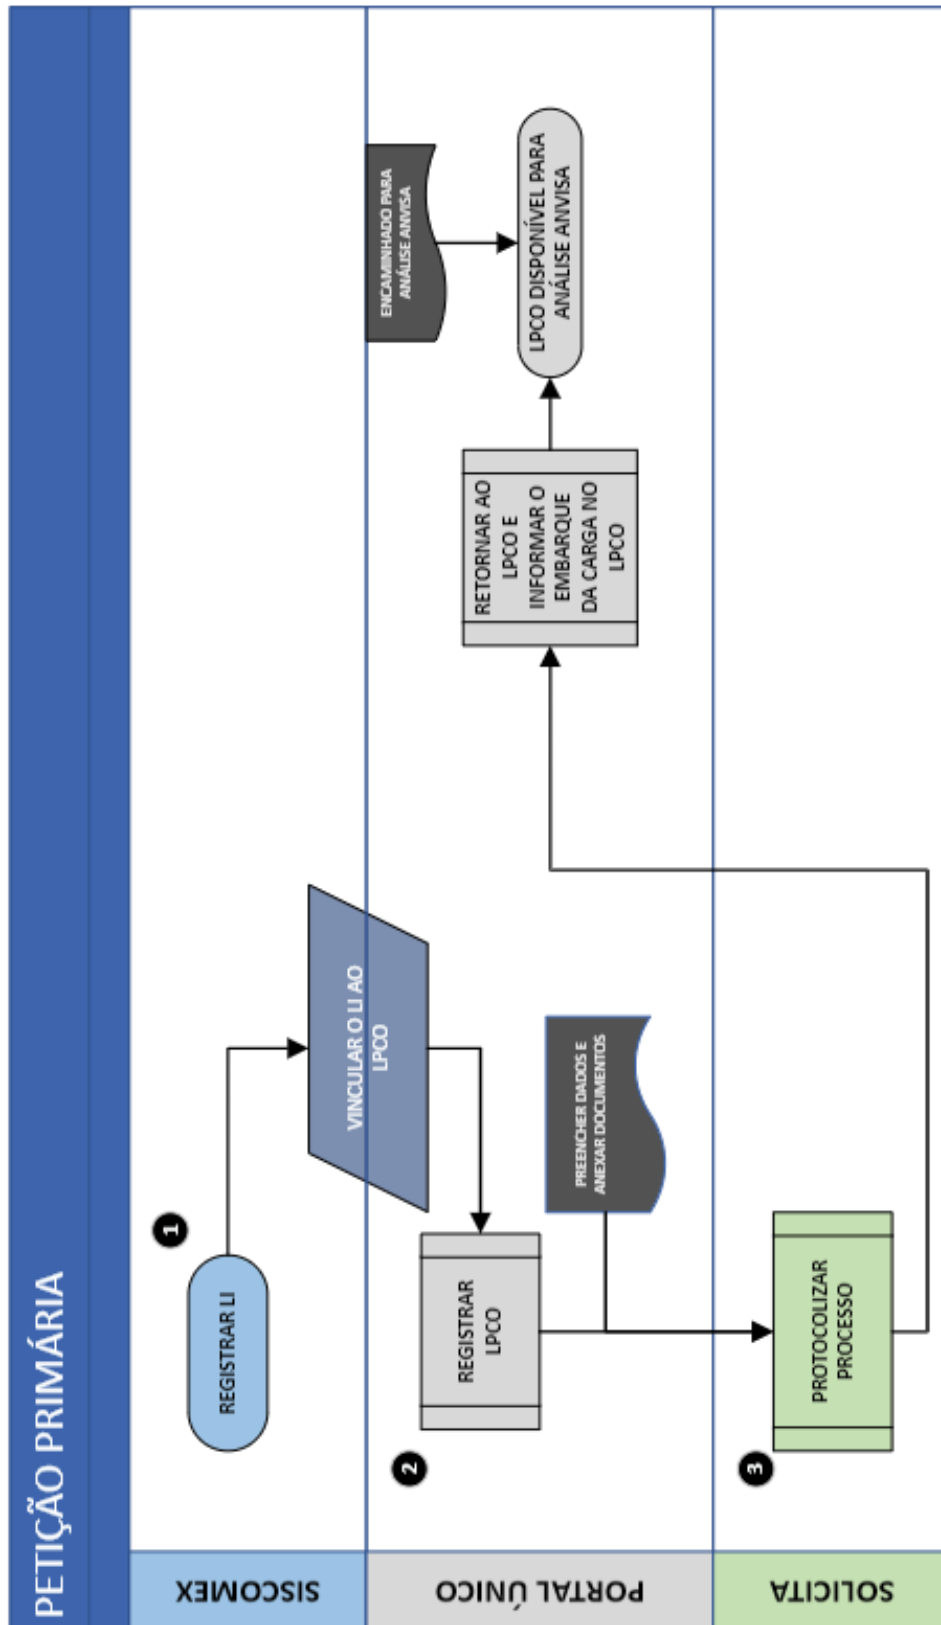 PETIÇÃO PRIMÁRIA
SISCOMEX
1
REGISTRAR LI
VINCULAR O LI AO
LPCO
PORTAL ÚNICO
2
REGISTRAR
LPCO
PREENCHER DADOS E
ANEXAR DOCUMENTOS
RETORNAR AO
LPCO E
INFORMAR O
EMBARQUE
DA CARGA NO
LPCO
ENCAMINHADO PARA
ANÁLISE ANVISA
LPCO DISPONÍVEL PARA
ANÁLISE ANVISA
SOLICITA
3
PROTOCOLIZAR
PROCESSO